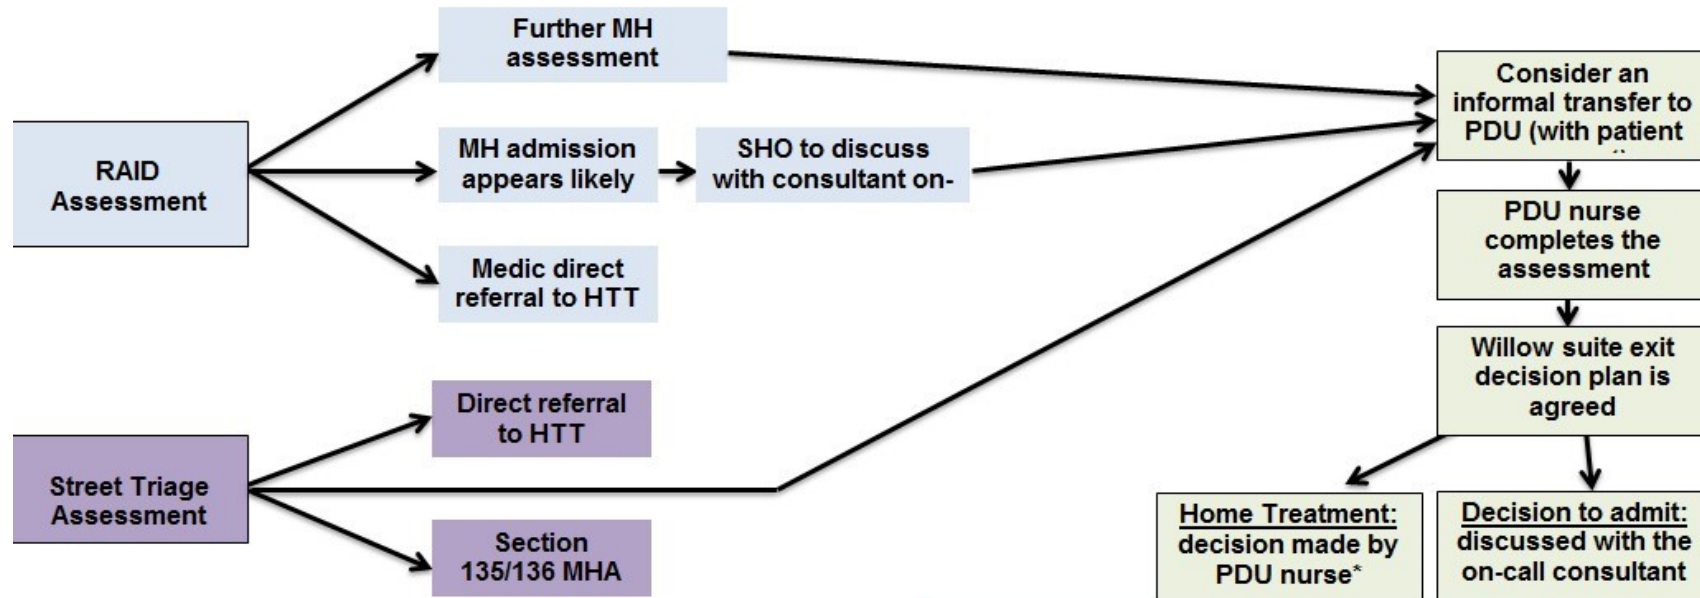 Further MH
assessment
RAID
Assessment
MH admission
appears likely
SHO to discuss
with consultant on-
Medic direct
referral to HTT
Street Triage
Assessment
Direct referral
to HTT
Section
135/136 MHA
Consider an
informal transfer to
PDU (with patient
PDU nurse
completes the
assessment
Willow suite exit
decision plan is
agreed
Home Treatment:
decision made by
PDU nurse*
Decision to admit:
discussed with the
on-call consultant